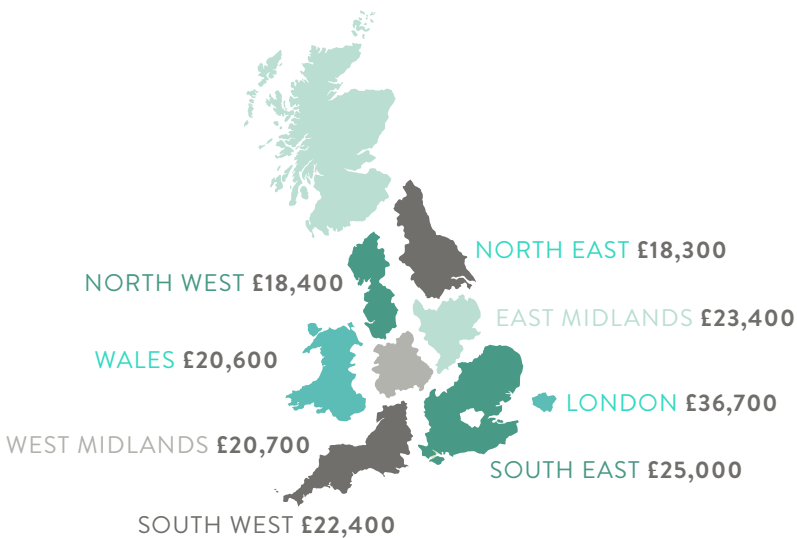 NORTH EAST £18,300
NORTH WEST £18,400
EAST MIDLANDS £23,400
WALES £20,600
LONDON £36,700
WEST MIDLANDS £20,700
SOUTH EAST £25,000
SOUTH WEST £22,400